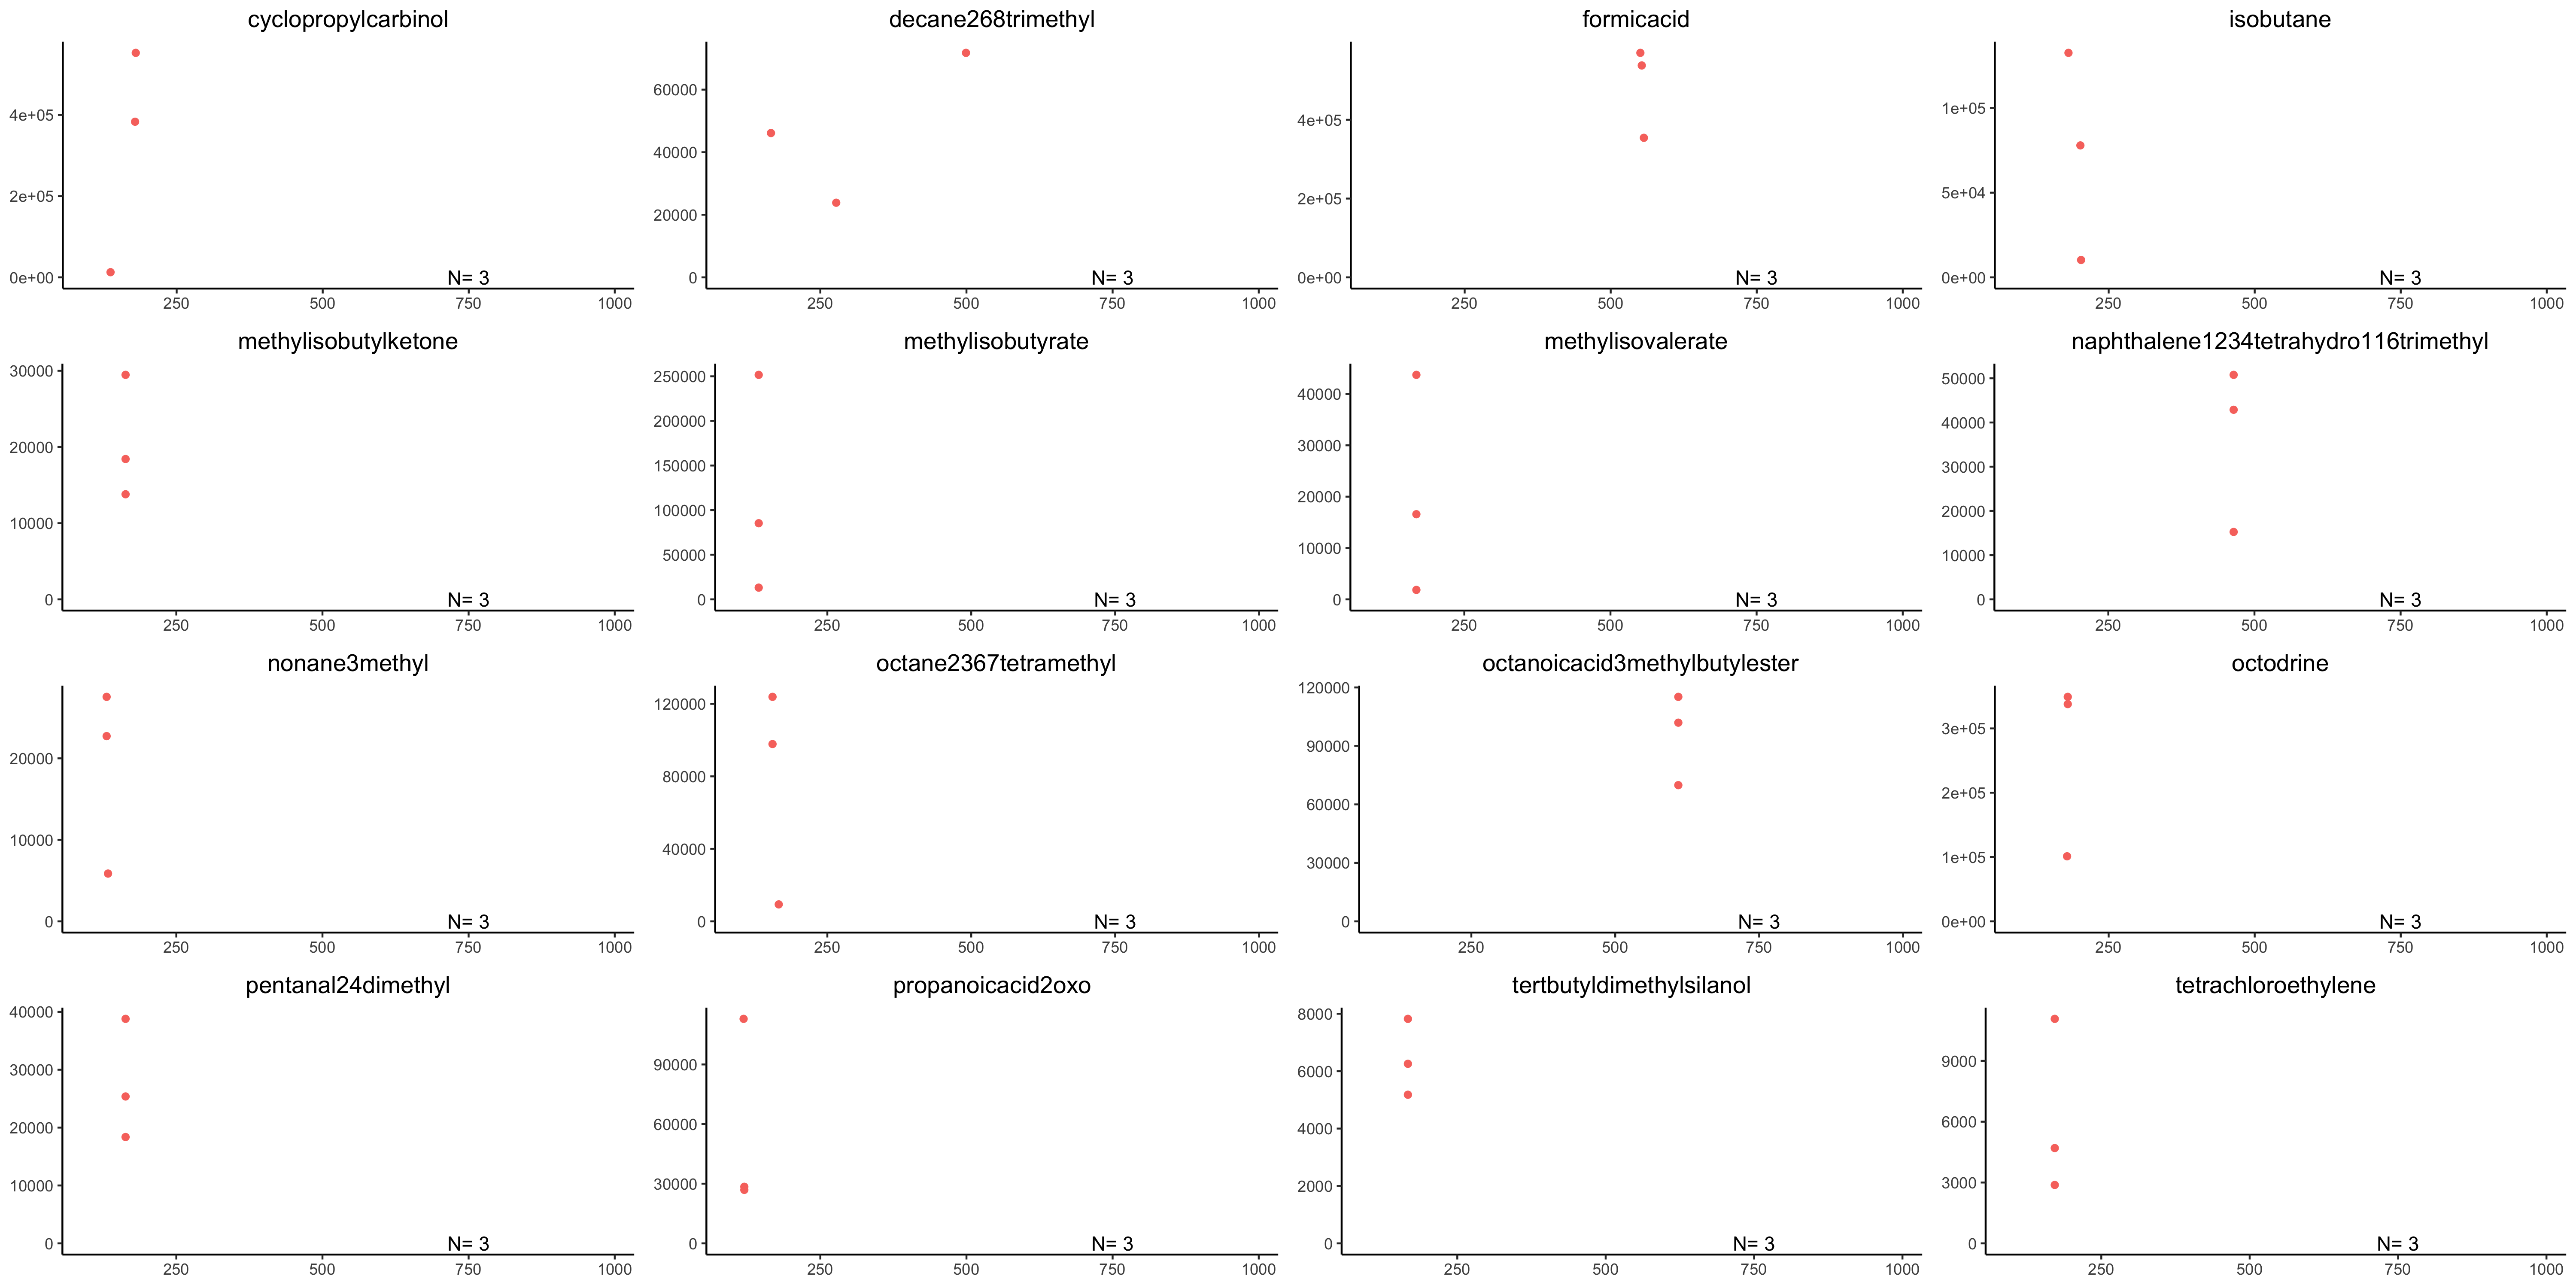 cyclopropylcarbinol
4e+05
2e+05
0e+00
N= 3
250 500 750 1000
decane268trimethyl
60000
40000
20000
0
N= 3
250 500 750 1000
formicacid
4e+05
2e+05
0e+00
N= 3
250 500 750 1000
isobutane
1e+05
5e+04
0e+00
N= 3
250 500 750 1000
methylisobutylketone
30000
20000
10000
0
N= 3
250 500 750 1000
methylisobutyrate
250000
200000
150000
100000
50000
0
N= 3
250 500 750 1000
methylisovalerate
40000
30000
20000
10000
0
N= 3
250 500 750 1000
naphthalene1234tetrahydro116trimethyl
50000
40000
30000
20000
10000
0
N= 3
250 500 750 1000
nonane3methyl
20000
10000
0
N= 3
250 500 750 1000
octane2367tetramethyl
120000
80000
40000
0
N= 3
250 500 750 1000
octanoicacid3methylbutylester
120000
90000
60000
30000
0
N= 3
250 500 750 1000
octodrine
3e+05
2e+05
1e+05
0e+00
N= 3
250 500 750 1000
pentanal24dimethyl
40000
30000
20000
10000
0
N= 3
250 500 750 1000
propanoicacid2oxo
90000
60000
30000
0
N= 3
250 500 750 1000
tertbutyldimethylsilanol
8000
6000
4000
2000
0
N= 3
250 500 750 1000
tetrachloroethylene
9000
6000
3000
0
N= 3
250 500 750 1000